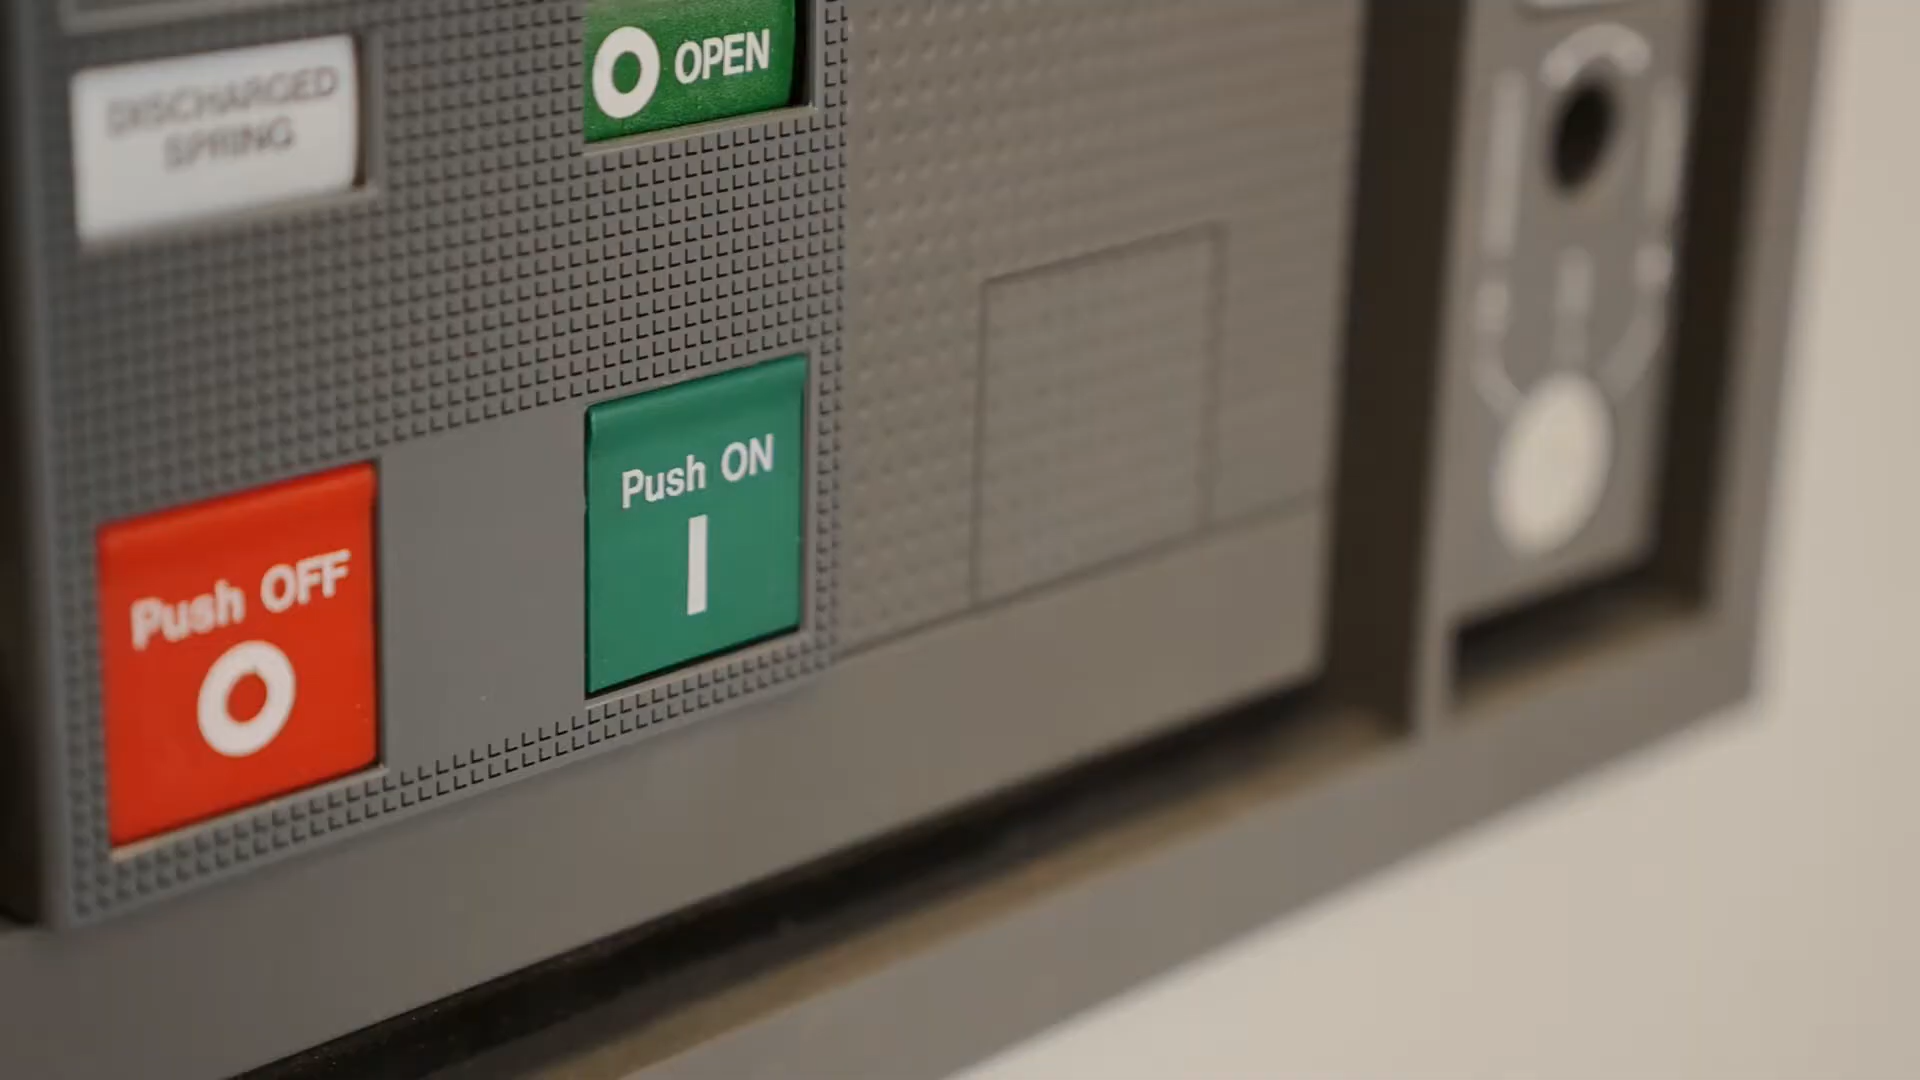 O OPEN
DISCHARGED
SPRING
Push ON
I
Push OFF
O